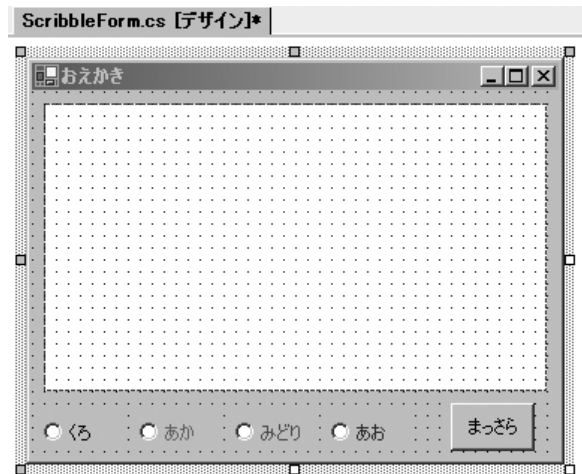 ScribbleForm.cs [デザイン]*
おえかき
くろ あか みどり あお まっさら